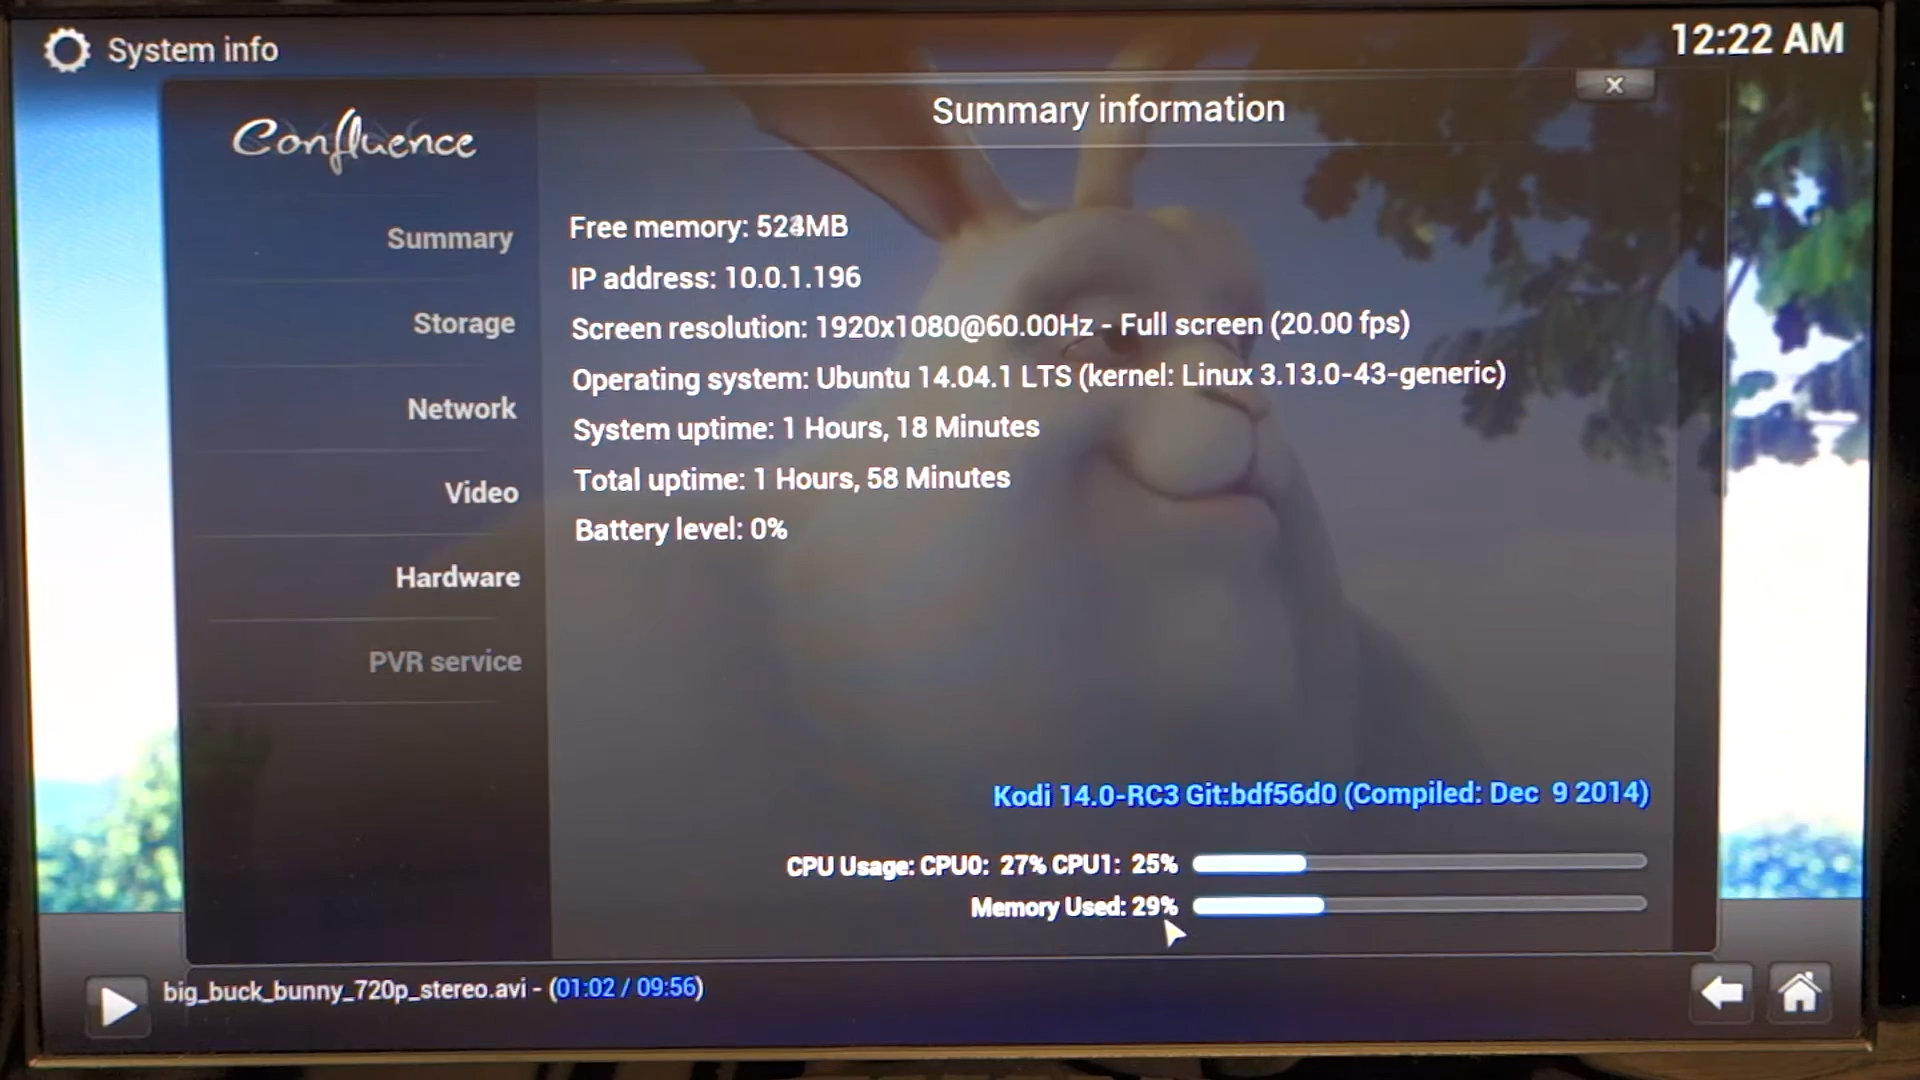 System info
12:22 AM
Confluence
Summary information
Summary
Storage
Network
Video
Hardware
PVR service
Free memory:
IP address: 10.0.1.196
Screen resolution: 1920x1080@60.00Hz - Full screen (20.00 fps)
Operating system: Ubuntu 14.04.1 LTS (kernel: Linux 3.13.0-43-generic)
System uptime: 1 Hours, 18 Minutes
Total uptime: 1 Hours, 58 Minutes
Battery level: 0%
Kodi 14.0-RC3 Git:bdf56d0 (Compiled: Dec 9 2014)
CPU Usage: CPU0: 27% CPU1: 25%
Memory Used: 29%
big_buck_bunny_720p_stereo.avi - (01:02 / 09:56)